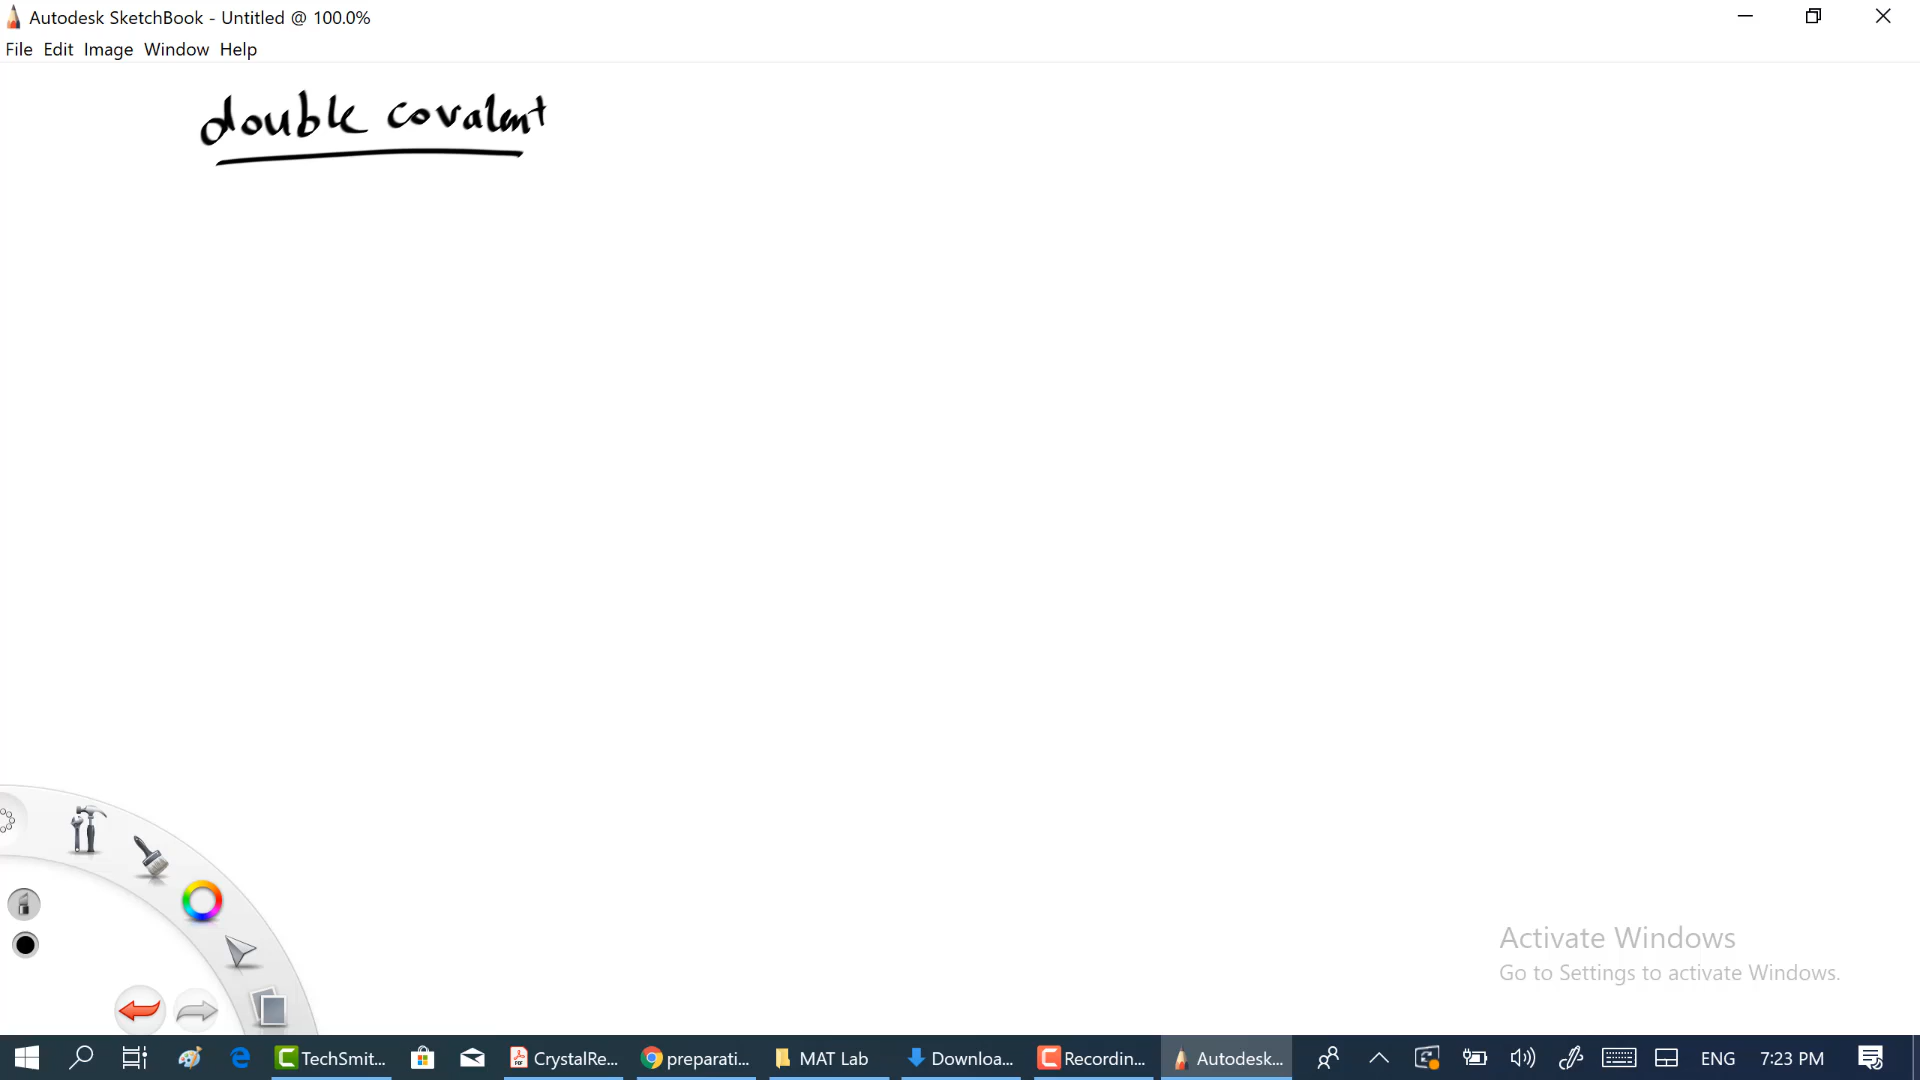 Autodesk SketchBook - Untitled @ 100.0%
File Edit Image Window Help
double covalent
Activate Windows
Go to Settings to activate Windows.
TechSmit... CrystalRe... preparati... MAT Lab Downloa... Recordin... Autodesk... ENG 7:23 PM